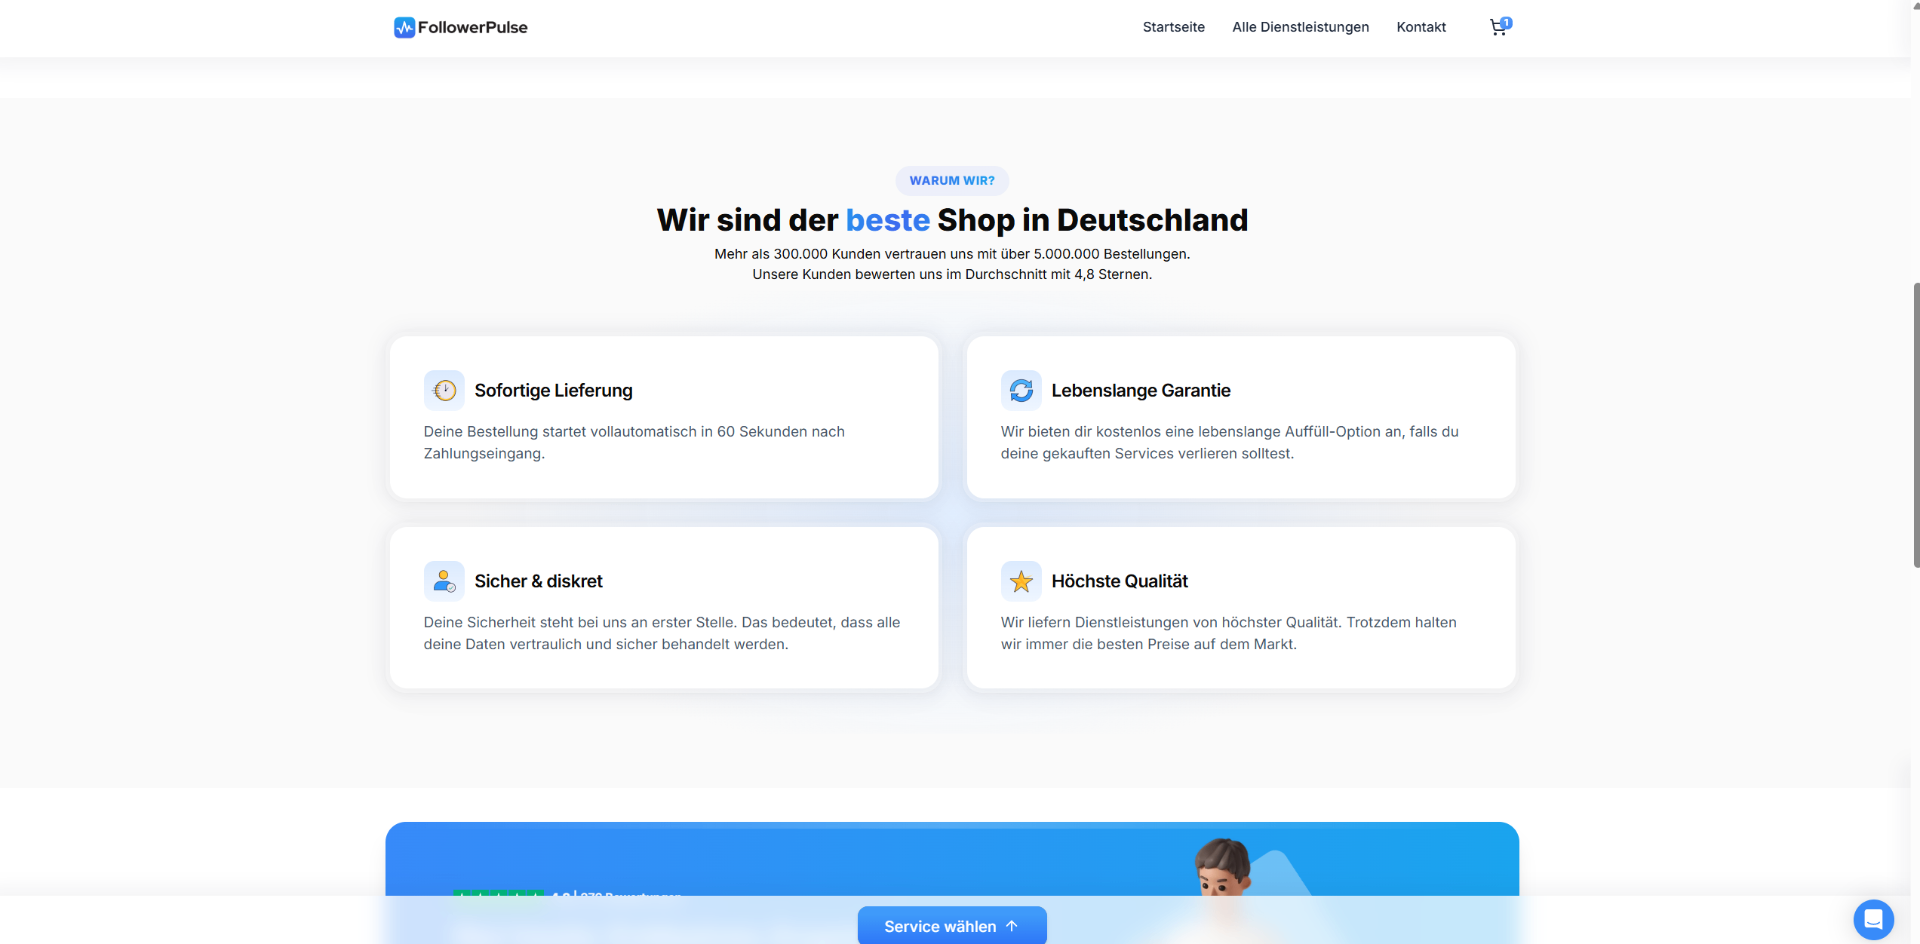 FollowerPulse
Startseite
Alle Dienstleistungen
Kontakt
1
WARUM WIR?
Wir sind der beste Shop in Deutschland
Mehr als 300.000 Kunden vertrauen uns mit über 5.000.000 Bestellungen.
Unsere Kunden bewerten uns im Durchschnitt mit 4,8 Sternen.
Sofortige Lieferung
Deine Bestellung startet vollautomatisch in 60 Sekunden nach
Zahlungseingang.
Lebenslange Garantie
Wir bieten dir kostenlos eine lebenslange Auffüll-Option an, falls du
deine gekauften Services verlieren solltest.
Sicher & diskret
Deine Sicherheit steht bei uns an erster Stelle. Das bedeutet, dass alle
deine Daten vertraulich und sicher behandelt werden.
Höchste Qualität
Wir liefern Dienstleistungen von höchster Qualität. Trotzdem halten
wir immer die besten Preise auf dem Markt.
Service wählen